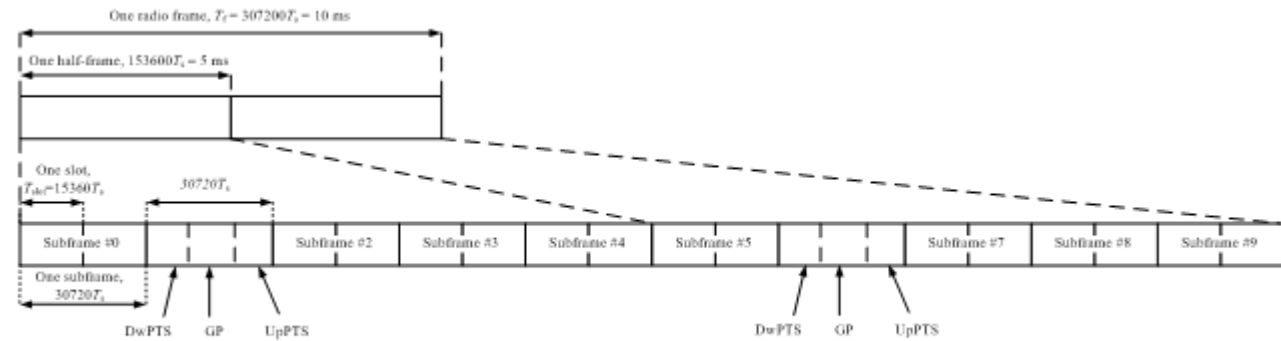 One radio frame, Tf = 307200Ts = 10 ms
One half-frame, 153600Ts = 5 ms
One slot,
Tslot=15360Ts
30720Ts
Subframe #0
Subframe #2
Subframe #3
Subframe #4
Subframe #5
Subframe #7
Subframe #8
Subframe #9
One subframe,
30720Ts
DwPTS
GP
UpPTS
DwPTS
GP
UpPTS